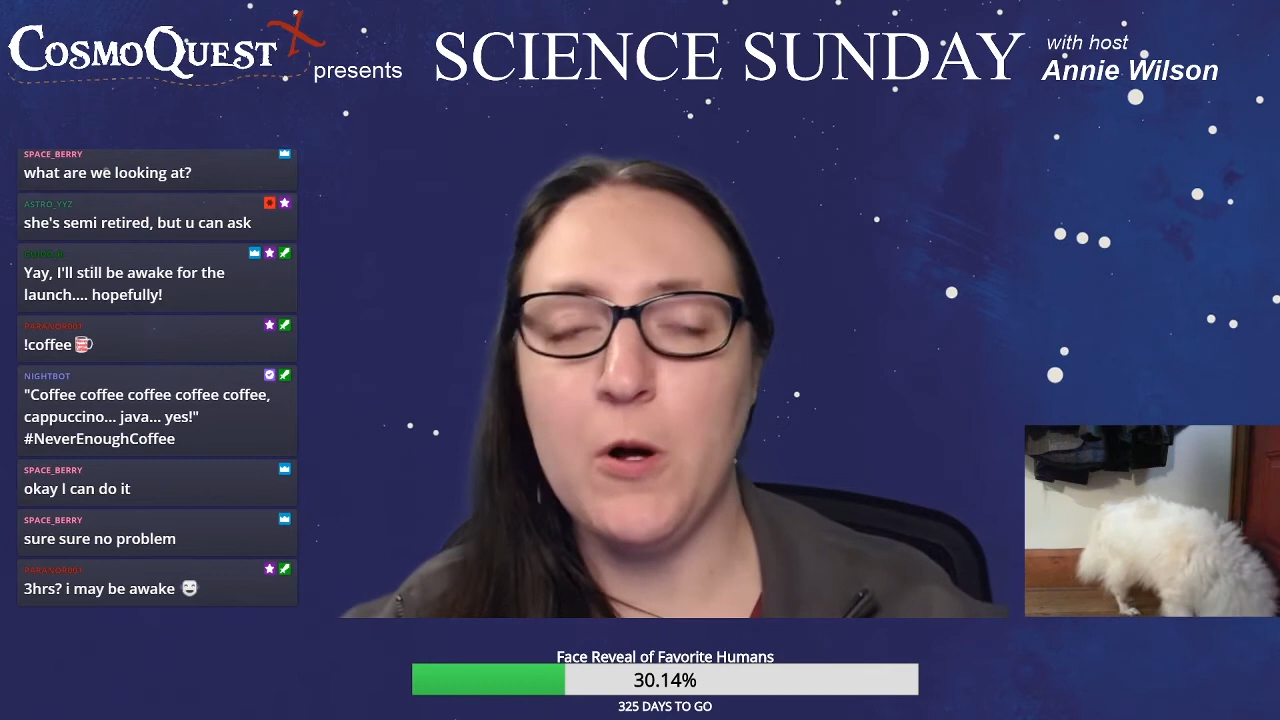 CosmoQuest X
presents
SCIENCE SUNDAY
with host
Annie Wilson
SPACE_BERRY
what are we looking at?
ASTRO_YYZ
she's semi retired, but u can ask
Yay, I'll still be awake for the
launch.... hopefully!
PARANOR001
!coffee
NIGHTBOT
"Coffee coffee coffee coffee coffee,
cappuccino... java... yes!"
#NeverEnoughCoffee
SPACE_BERRY
okay I can do it
SPACE_BERRY
sure sure no problem
PARANOR001
3hrs? i may be awake
Face Reveal of Favorite Humans
30.14%
325 DAYS TO GO